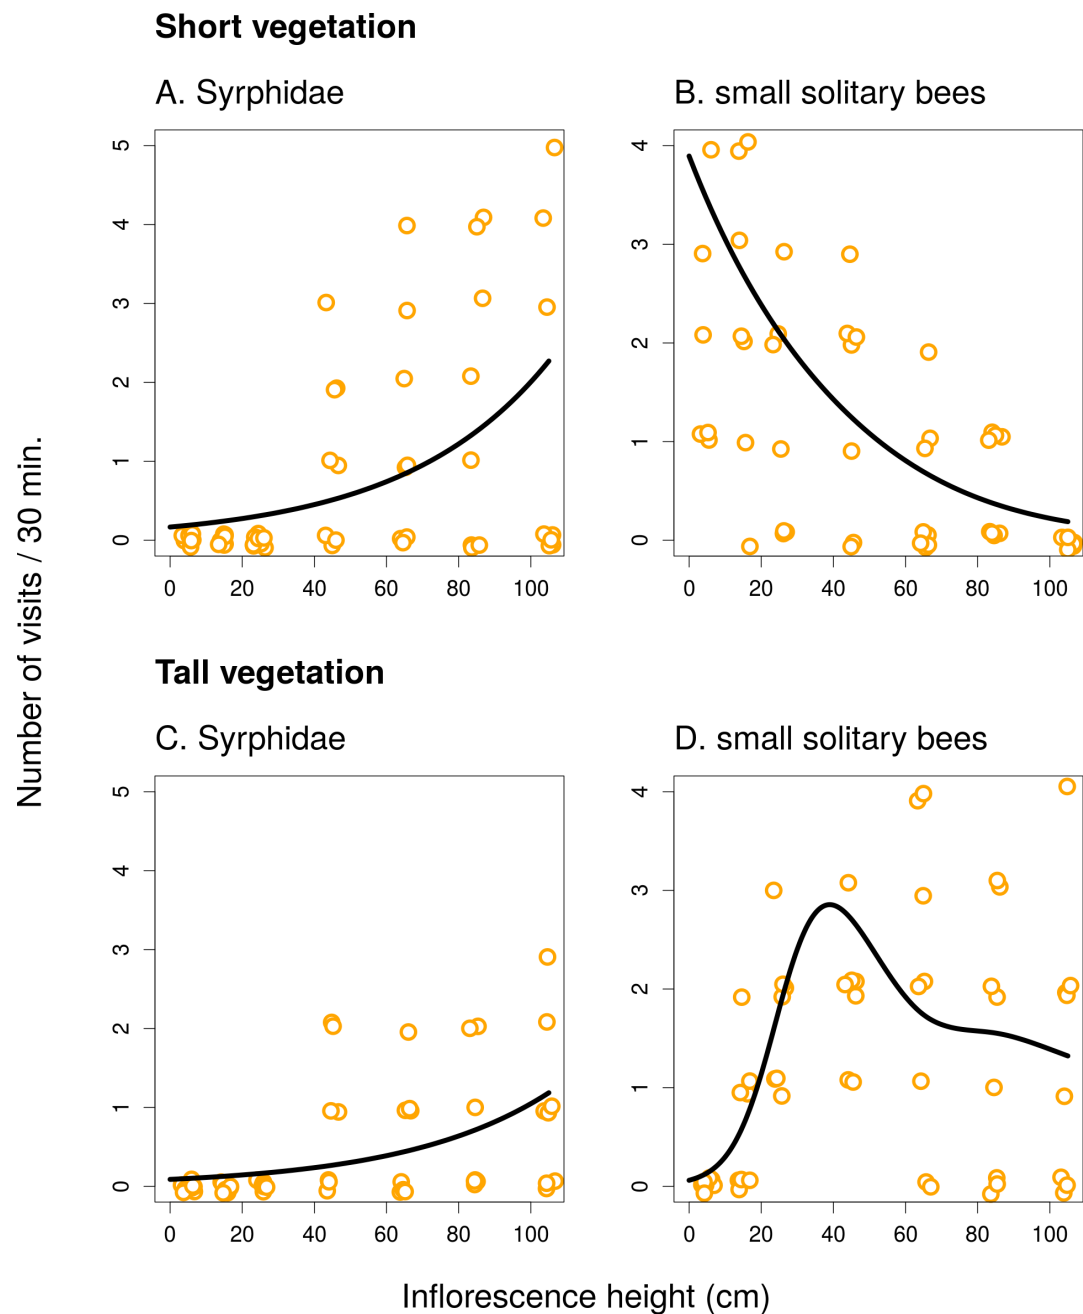 Short vegetation
A. Syrphidae
B. small solitary bees
5
4
3
2
1
0
0 20 40 60 80 100
4
3
2
1
0
0 20 40 60 80 100
Number of visits / 30 min.
Tall vegetation
C. Syrphidae
D. small solitary bees
5
4
3
2
1
0
0 20 40 60 80 100
4
3
2
1
0
0 20 40 60 80 100
Inflorescence height (cm)